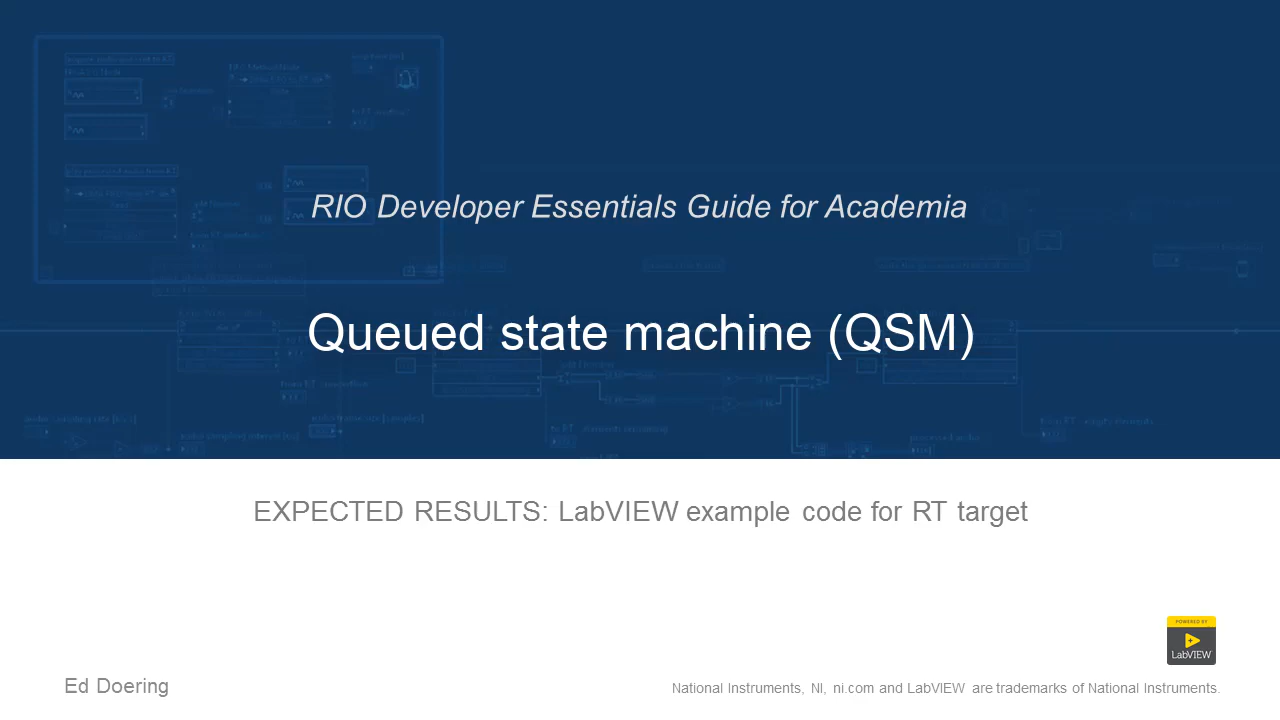 RIO Developer Essentials Guide for Academia
Queued state machine (QSM)
EXPECTED RESULTS: LabVIEW example code for RT target
POWERED BY
LabVIEW
Ed Doering
National Instruments, NI, ni.com and LabVIEW are trademarks of National Instruments.